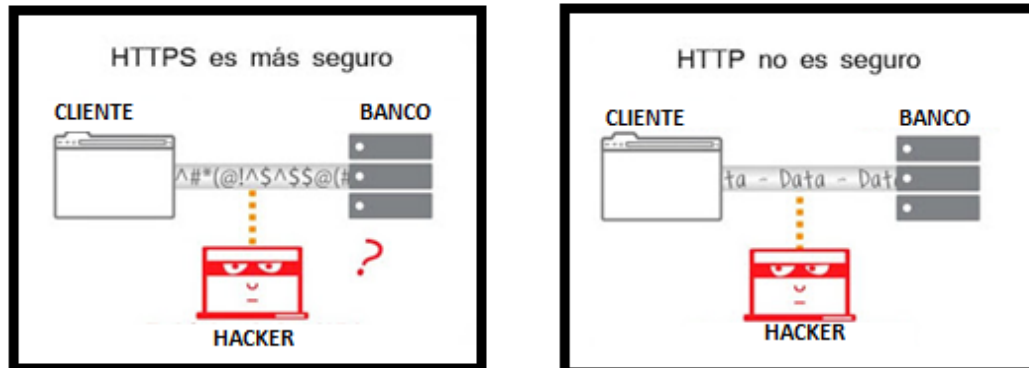 HTTPS es más seguro
CLIENTE
BANCO
^#*(@!^$^$$@(#
?
HACKER
HTTP no es seguro
CLIENTE
BANCO
ta - Data - Dat
HACKER